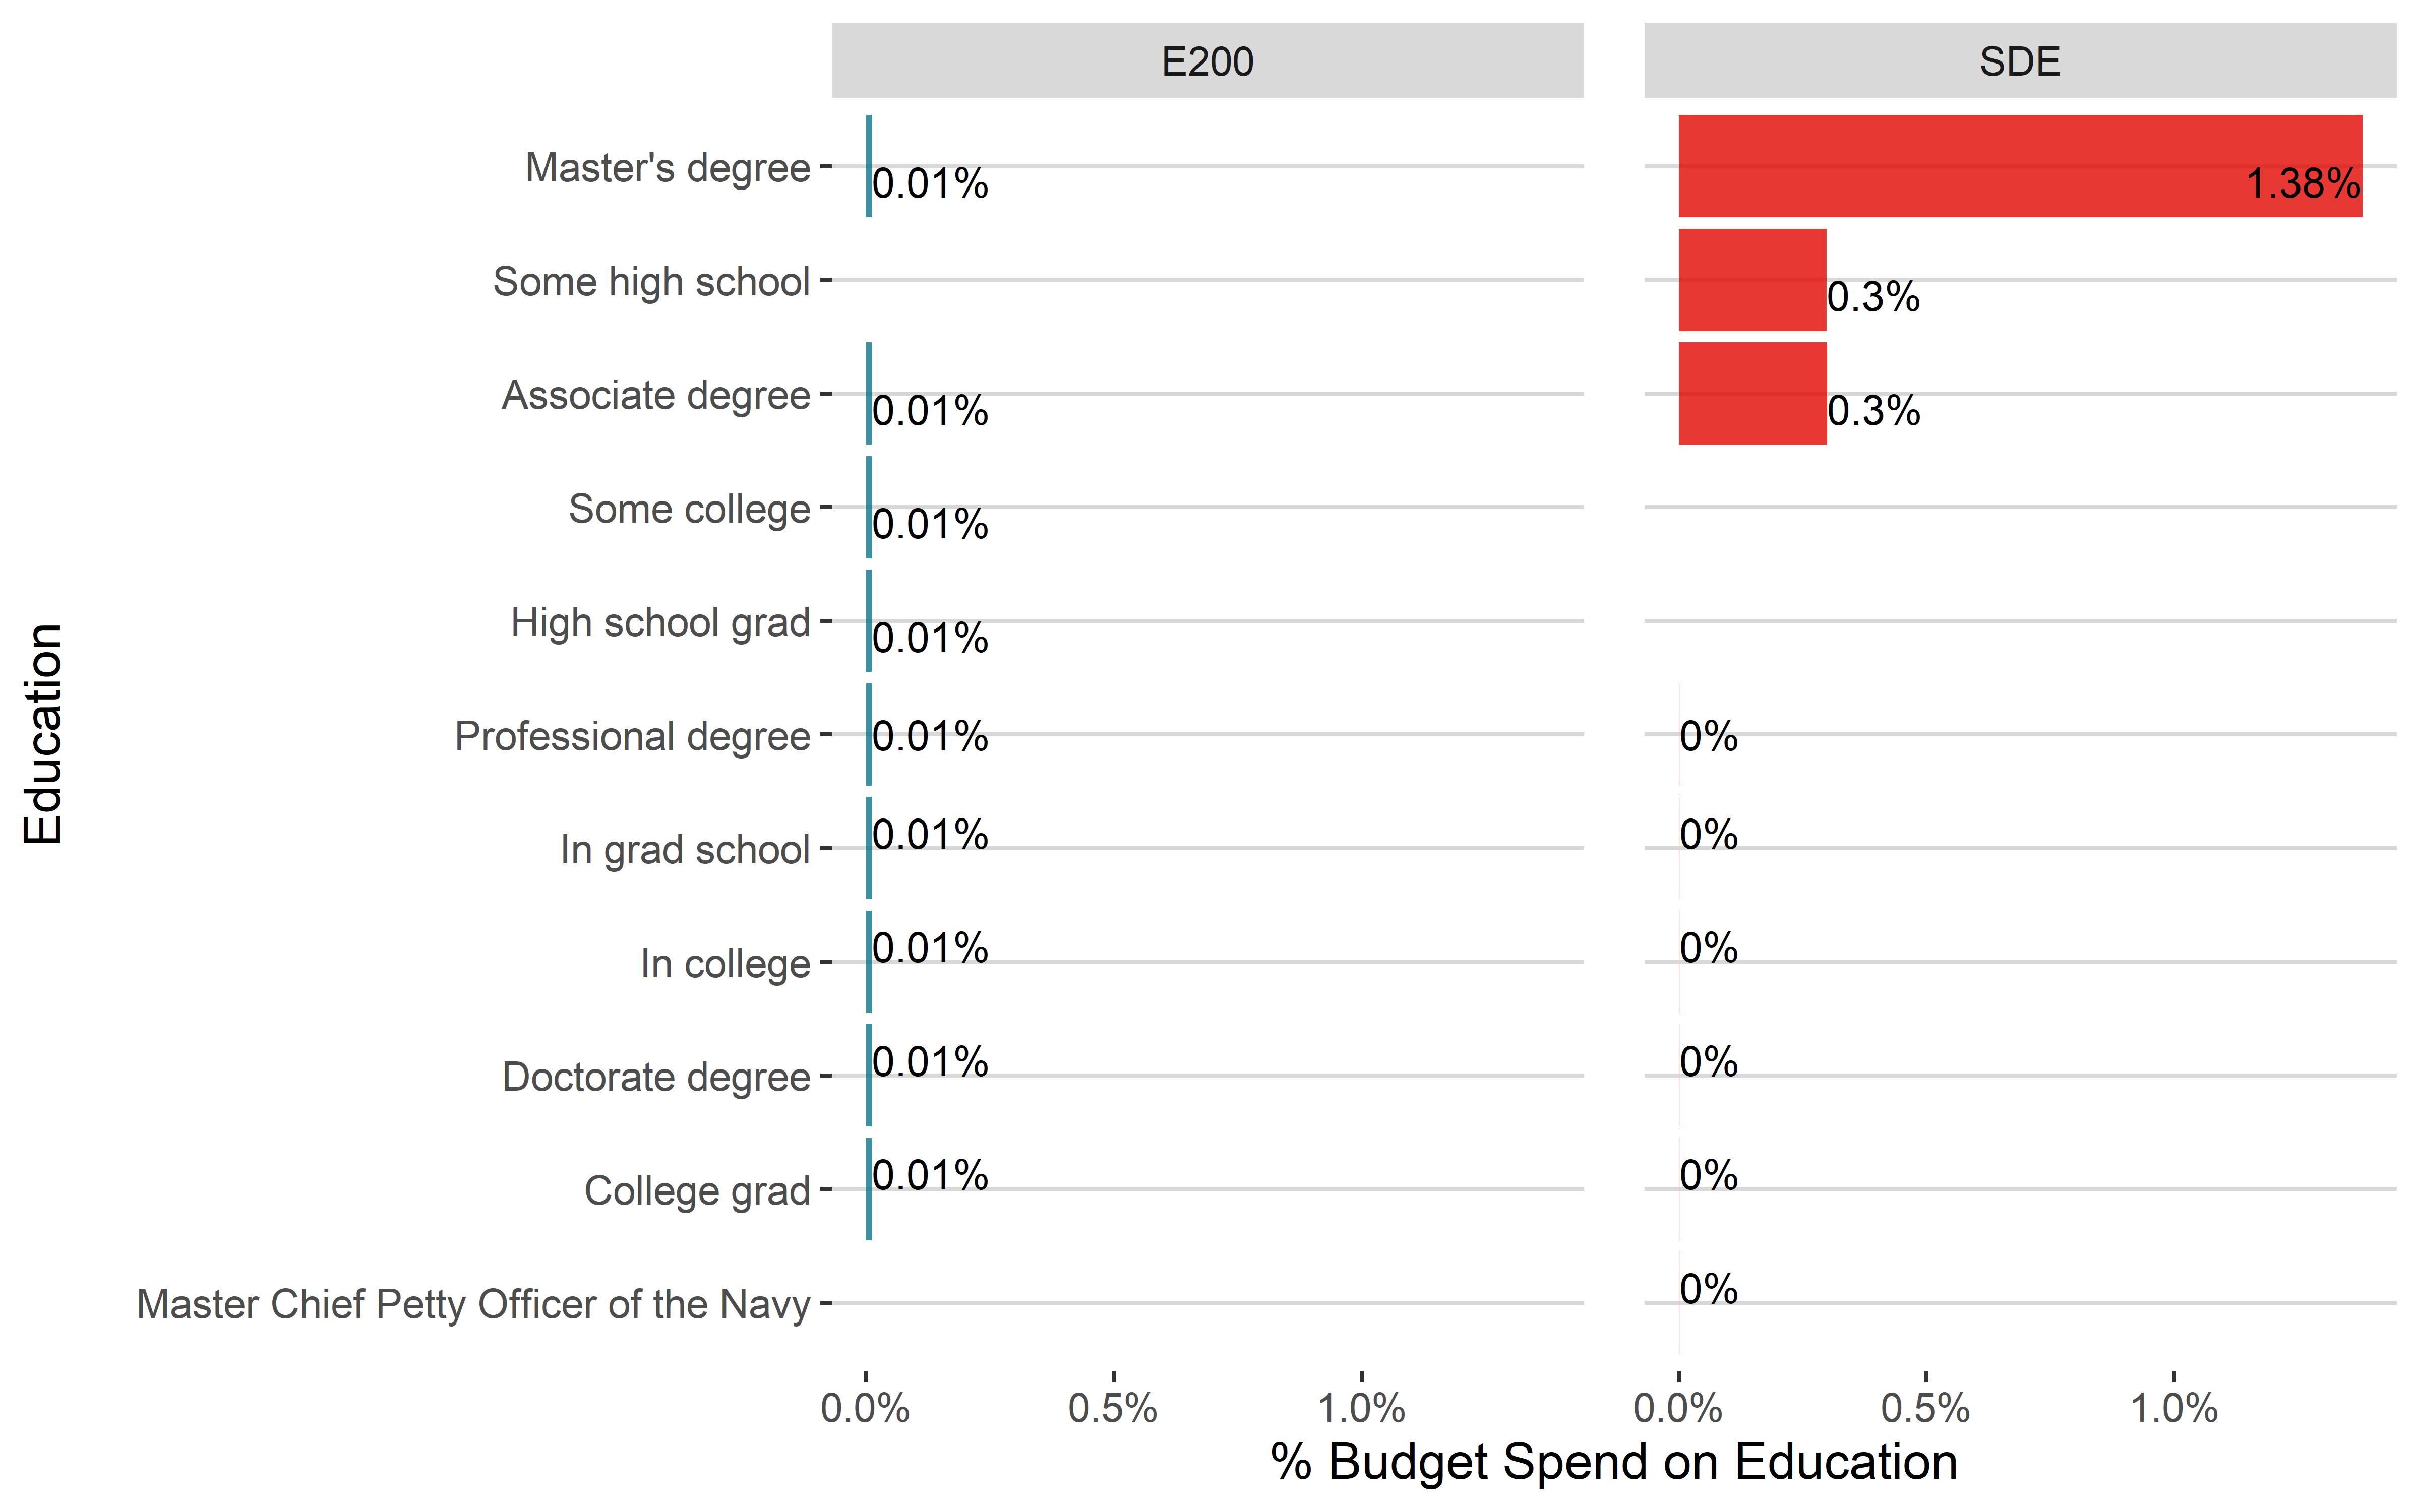 E200 SDE
Master's degree 0.01% 1.38%
Some high school 0.3%
Associate degree 0.01% 0.3%
Some college 0.01%
High school grad 0.01%
Professional degree 0.01% 0%
In grad school 0.01% 0%
In college 0.01% 0%
Doctorate degree 0.01% 0%
College grad 0.01% 0%
Master Chief Petty Officer of the Navy 0%
0.0% 0.5% 1.0% 0.0% 0.5% 1.0%
% Budget Spend on Education
Education